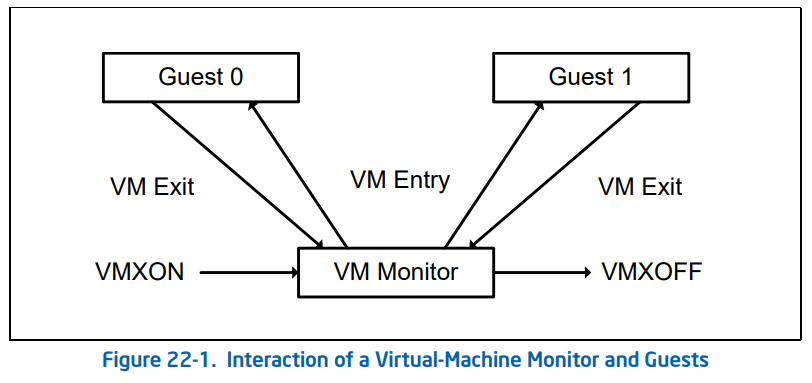 Guest 0
Guest 1
VM Exit
VM Entry
VM Exit
VMXON
VM Monitor
VMXOFF
Figure 22-1. Interaction of a Virtual-Machine Monitor and Guests